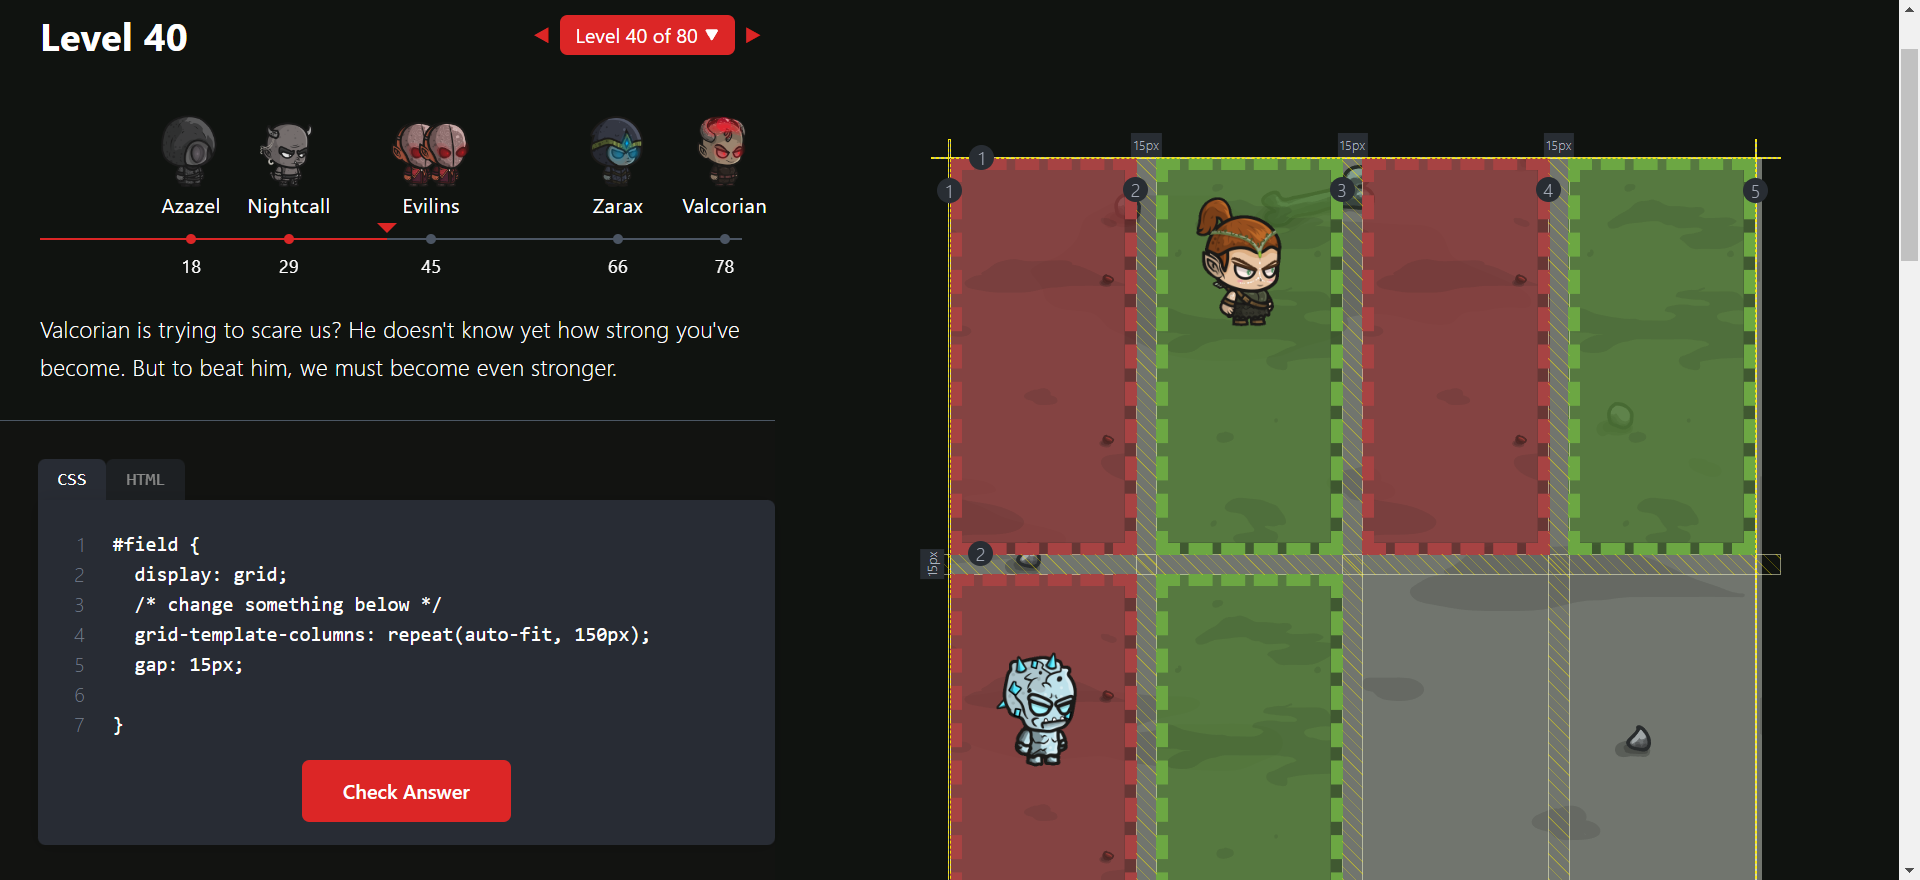 Level 40
Level 40 of 80 ▼
Azazel
Nightcall
Evilins
Zarax
Valcorian
18
29
45
66
78
Valcorian is trying to scare us? He doesn't know yet how strong you've
become. But to beat him, we must become even stronger.
CSS
HTML
1 #field {
2 display: grid;
3 /* change something below */
4 grid-template-columns: repeat(auto-fit, 150px);
5 gap: 15px;
6
7 }
Check Answer
15px
15px
15px
1
1
2
3
4
5
2
15px